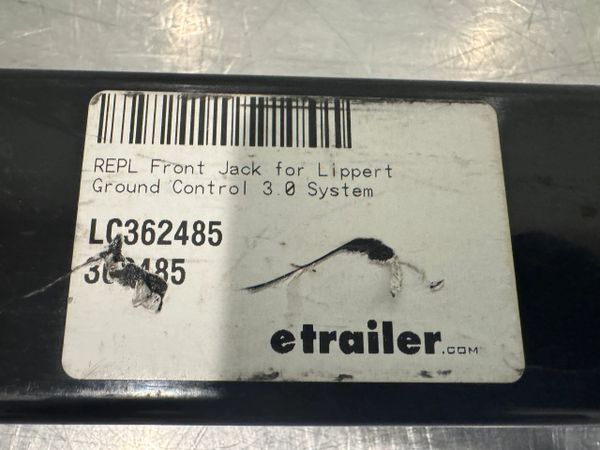 REPL Front Jack for Lippert
Ground Control 3.0 System
LC362485
etrailer.COM